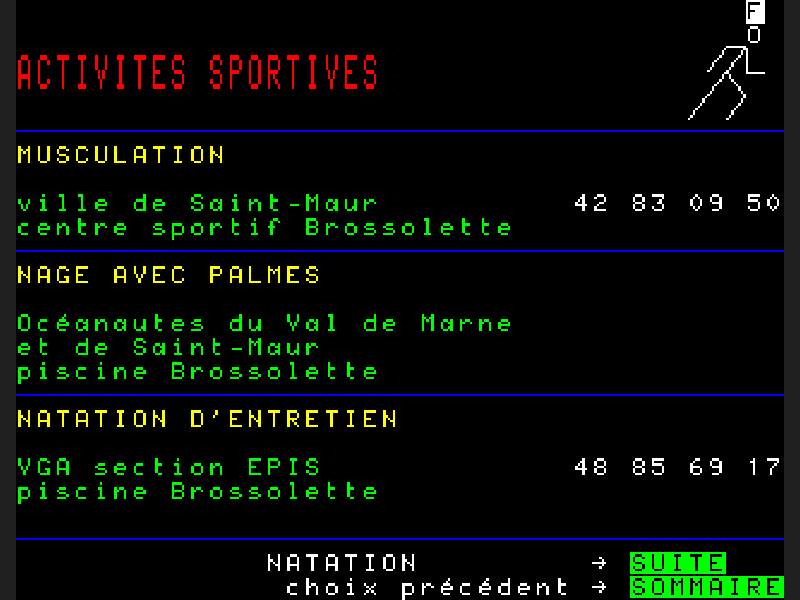 F
ACTIVITES SPORTIVES
MUSCULATION
ville de Saint-Maur 42 83 09 50
centre sportif Brossolette
NAGE AVEC PALMES
Océanautes du Val de Marne
et de Saint-Maur
piscine Brossolette
NATATION D'ENTRETIEN
VGA section EPIS 48 85 69 17
piscine Brossolette
NATATION → SUITE
choix précédent → SOMMAIRE